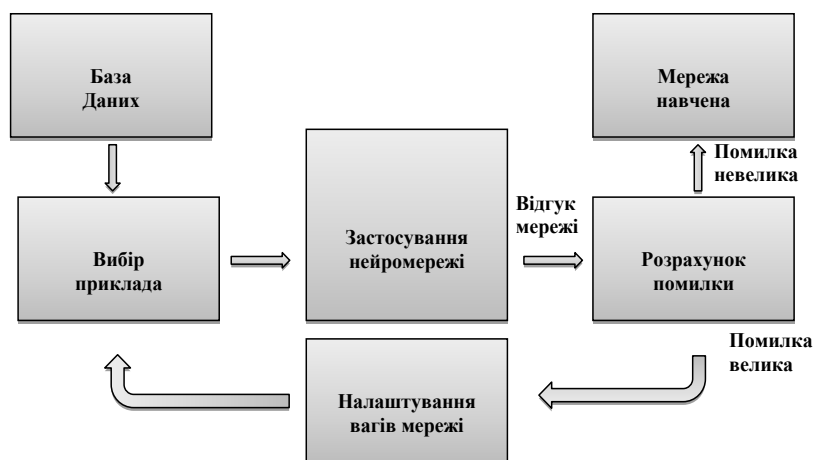 База
Даних
Мережа
навчена
Помилка
невелика
Відгук
мережі
Вибір
приклада
Застосування
нейромережі
Розрахунок
помилки
Помилка
велика
Налаштування
вагів мережі